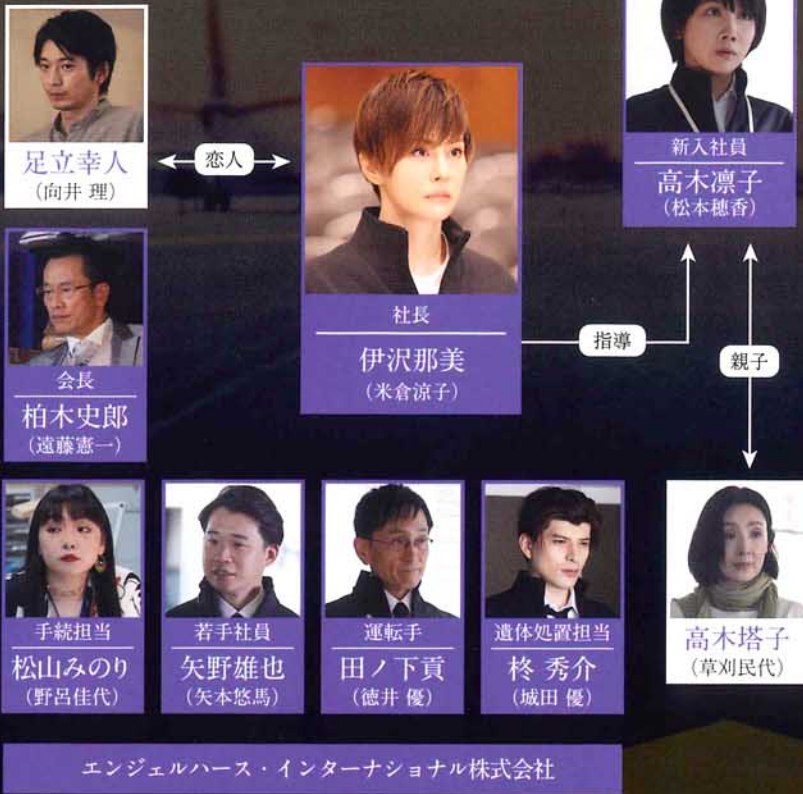 足立幸人
(向井 理)
恋人
社長
伊沢那美
(米倉涼子)
新入社員
高木凛子
(松本穂香)
指導
親子
会長
柏木史郎
(遠藤憲一)
手続担当
松山みのり
(野呂佳代)
若手社員
矢野雄也
(矢本悠馬)
運転手
田ノ下貢
(徳井 優)
遺体処置担当
柊 秀介
(城田 優)
高木塔子
(草刈民代)
エンジェルハース・インターナショナル株式会社